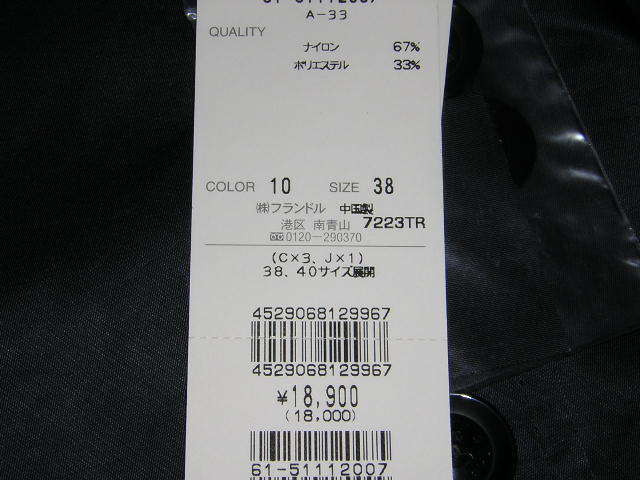 61-51112007
A-33
QUALITY
ナイロン 67%
ポリエステル 33%
COLOR 10 SIZE 38
㈱フランドル 中国製
港区 南青山 7223TR
0120-290370
(C×3、J×1)
38、40サイズ展開
4529068129967
4529068129967
¥18,900
(18,000)
61-51112007